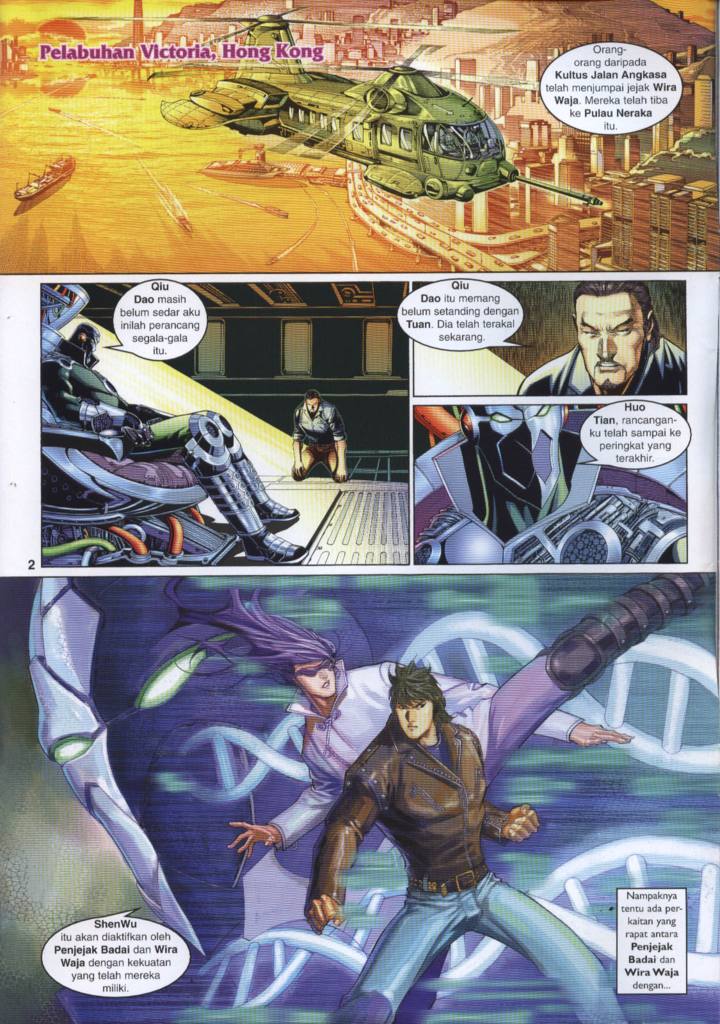 Pelabuhan Victoria, Hong Kong
Orang-
orang daripada
Kultus Jalan Angkasa
telah menjumpai jejak Wira
Waja. Mereka telah tiba
ke Pulau Neraka
itu.
Qiu
Dao masih
belum sedar aku
inilah perancang
segala-gala
itu.
Qiu
Dao itu memang
belum setanding dengan
Tuan. Dia telah terakal
sekarang.
Huo
Tian, rancangan-
ku telah sampai ke
peringkat yang
terakhir.
2
ShenWu
itu akan diaktifkan oleh
Penjejak Badai dan Wira
Waja dengan kekuatan
yang telah mereka
miliki.
Nampaknya
tentu ada per-
kaitan yang
rapat antara
Penjejak
Badai dan
Wira Waja
dengan...